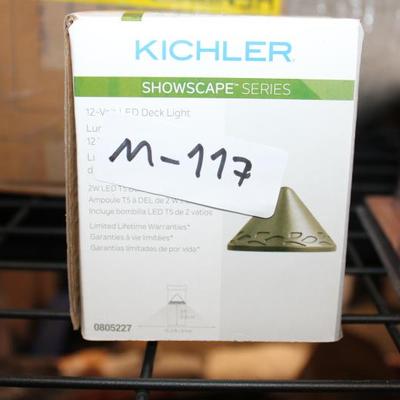 KICHLER
SHOWSCAPE™ SERIES
LED Deck Light
M-117
2W LED T5
Ampoule T5 à DEL de 2 W
Incluye bombilla LED T5 de 2 vatios
Limited Lifetime Warranties*
Garanties à vie limitées*
Garantías limitadas de por vida*
0805227